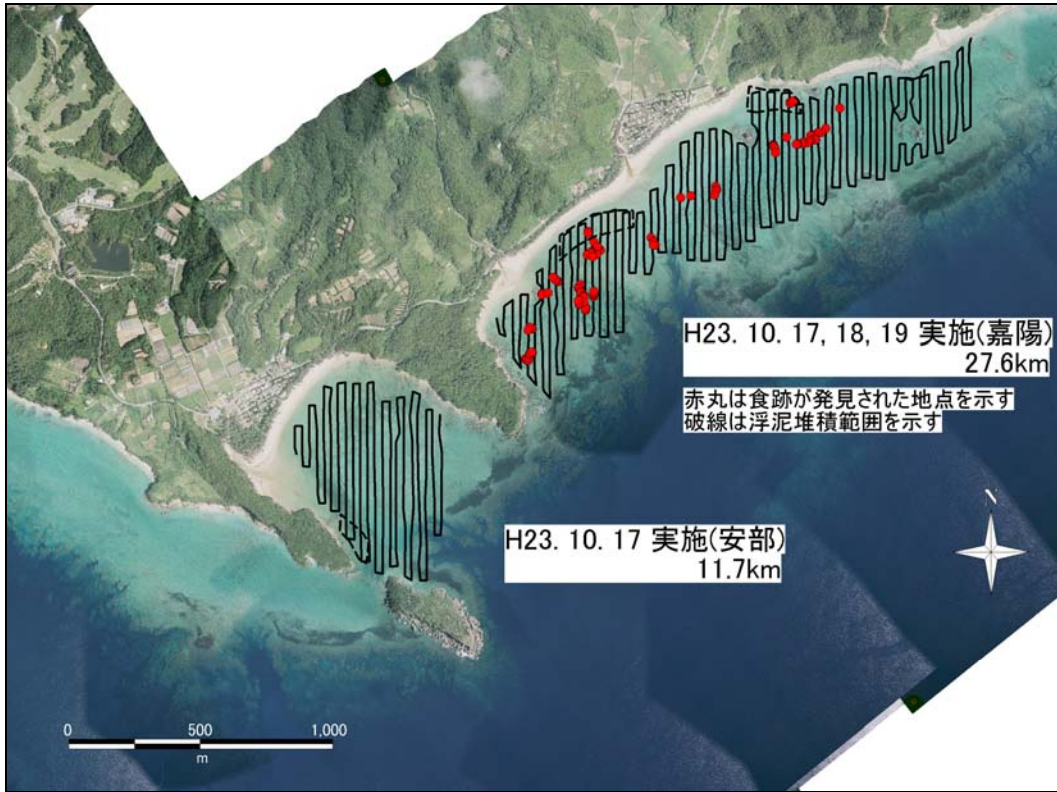 H23. 10. 17, 18, 19 実施(嘉陽)
27.6km
赤丸は食跡が発見された地点を示す
破線は浮泥堆積範囲を示す
H23. 10. 17 実施(安部)
11.7km
N
0 500 1,000
m